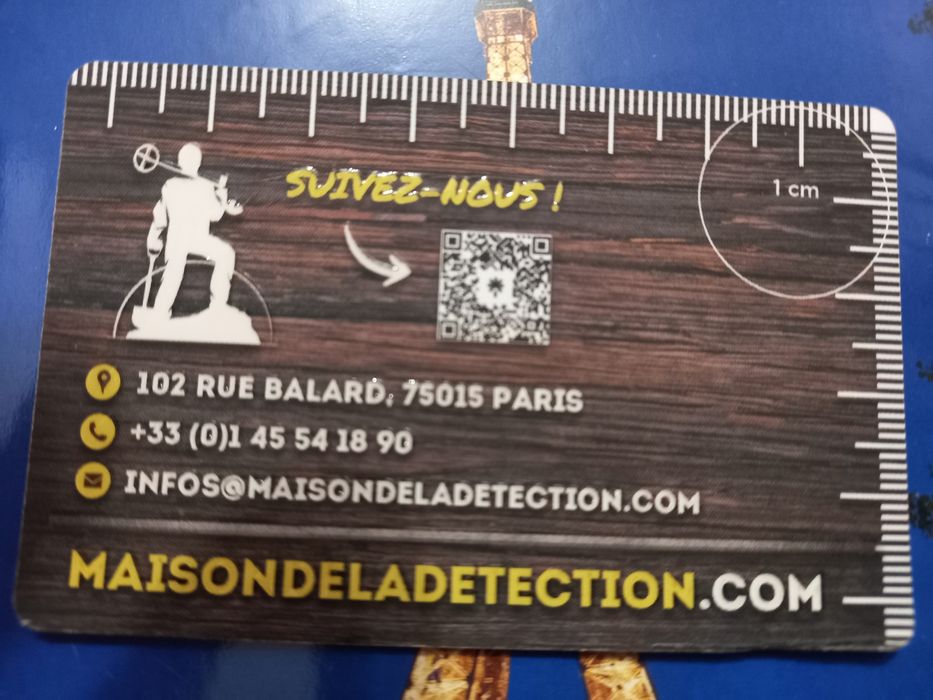 SUIVEZ-NOUS !
1 cm
102 RUE BALARD, 75015 PARIS
+33 (0)1 45 54 18 90
INFOS@MAISONDELADETECTION.COM
MAISONDELADETECTION.COM